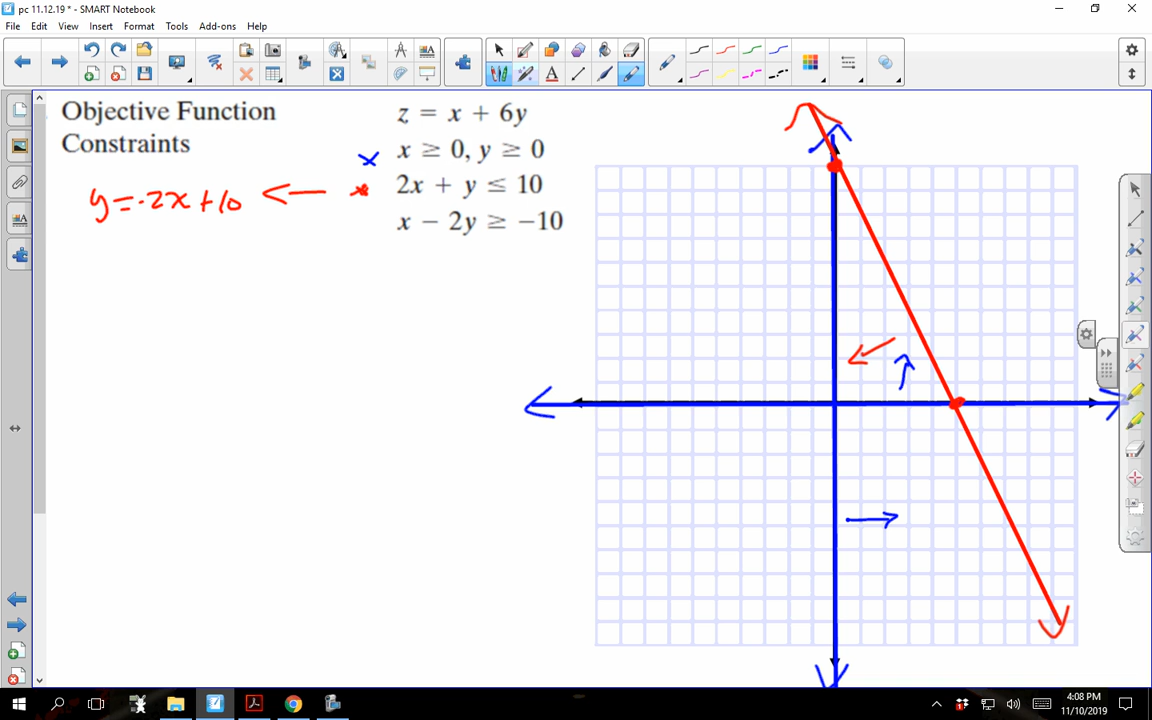 pc 11.12.19 * - SMART Notebook
File Edit View Insert Format Tools Add-ons Help
Objective Function z = x + 6y
Constraints x ≥ 0, y ≥ 0
y = -2x + 10 ← * 2x + y ≤ 10
x − 2y ≥ −10
4:08 PM
11/10/2019